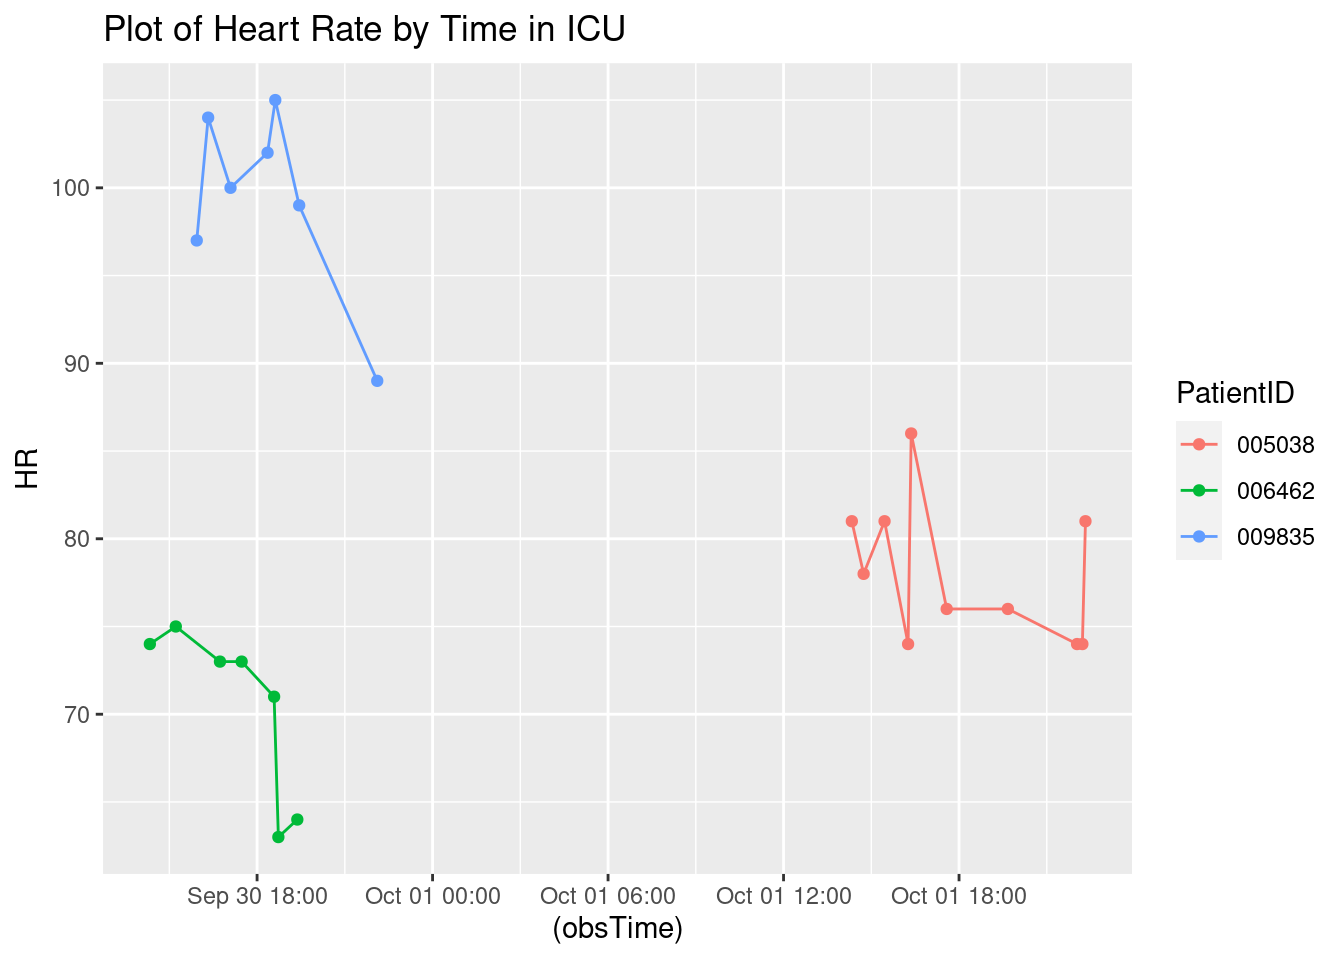 Plot of Heart Rate by Time in ICU
HR
100
90
80
70
Sep 30 18:00 Oct 01 00:00 Oct 01 06:00 Oct 01 12:00 Oct 01 18:00
(obsTime)
PatientID
005038
006462
009835